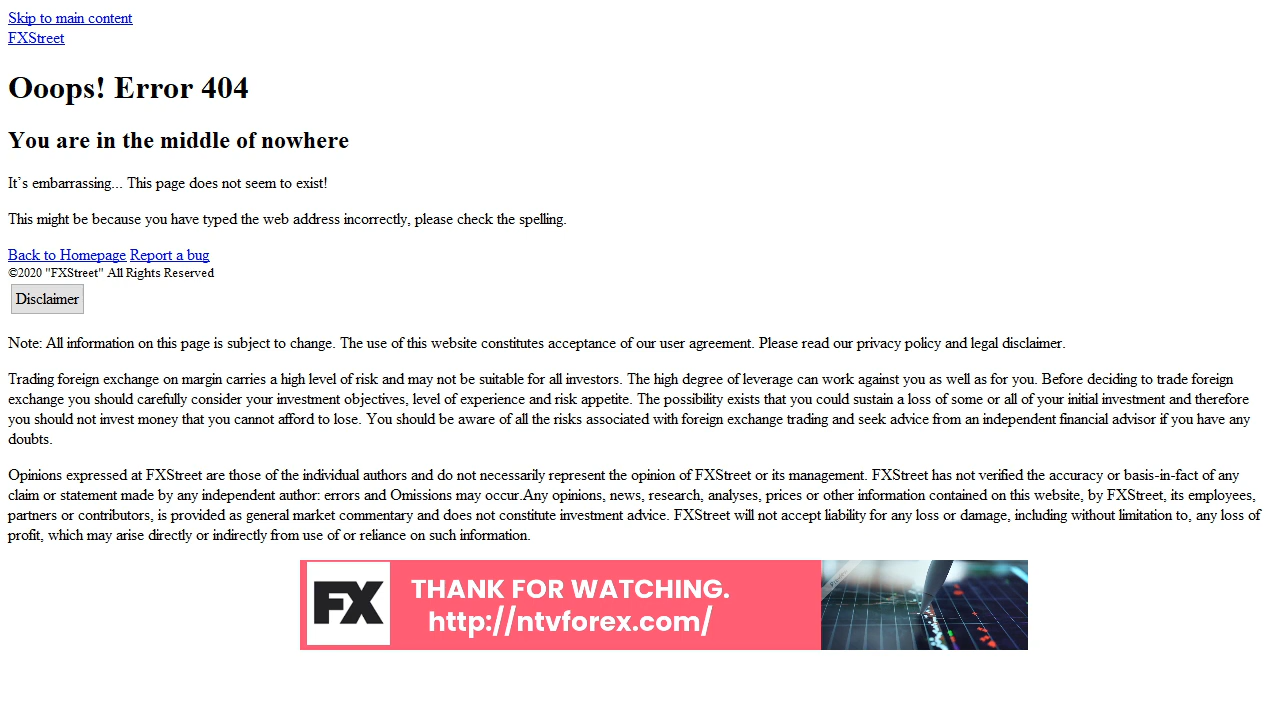 Skip to main content
FXStreet
Ooops! Error 404
You are in the middle of nowhere
It’s embarrassing... This page does not seem to exist!
This might be because you have typed the web address incorrectly, please check the spelling.
Back to Homepage Report a bug
©2020 "FXStreet" All Rights Reserved
Disclaimer
Note: All information on this page is subject to change. The use of this website constitutes acceptance of our user agreement. Please read our privacy policy and legal disclaimer.
Trading foreign exchange on margin carries a high level of risk and may not be suitable for all investors. The high degree of leverage can work against you as well as for you. Before deciding to trade foreign
exchange you should carefully consider your investment objectives, level of experience and risk appetite. The possibility exists that you could sustain a loss of some or all of your initial investment and therefore
you should not invest money that you cannot afford to lose. You should be aware of all the risks associated with foreign exchange trading and seek advice from an independent financial advisor if you have any
doubts.
Opinions expressed at FXStreet are those of the individual authors and do not necessarily represent the opinion of FXStreet or its management. FXStreet has not verified the accuracy or basis-in-fact of any
claim or statement made by any independent author: errors and Omissions may occur.Any opinions, news, research, analyses, prices or other information contained on this website, by FXStreet, its employees,
partners or contributors, is provided as general market commentary and does not constitute investment advice. FXStreet will not accept liability for any loss or damage, including without limitation to, any loss of
profit, which may arise directly or indirectly from use of or reliance on such information.
FX
THANK FOR WATCHING.
http://ntvforex.com/